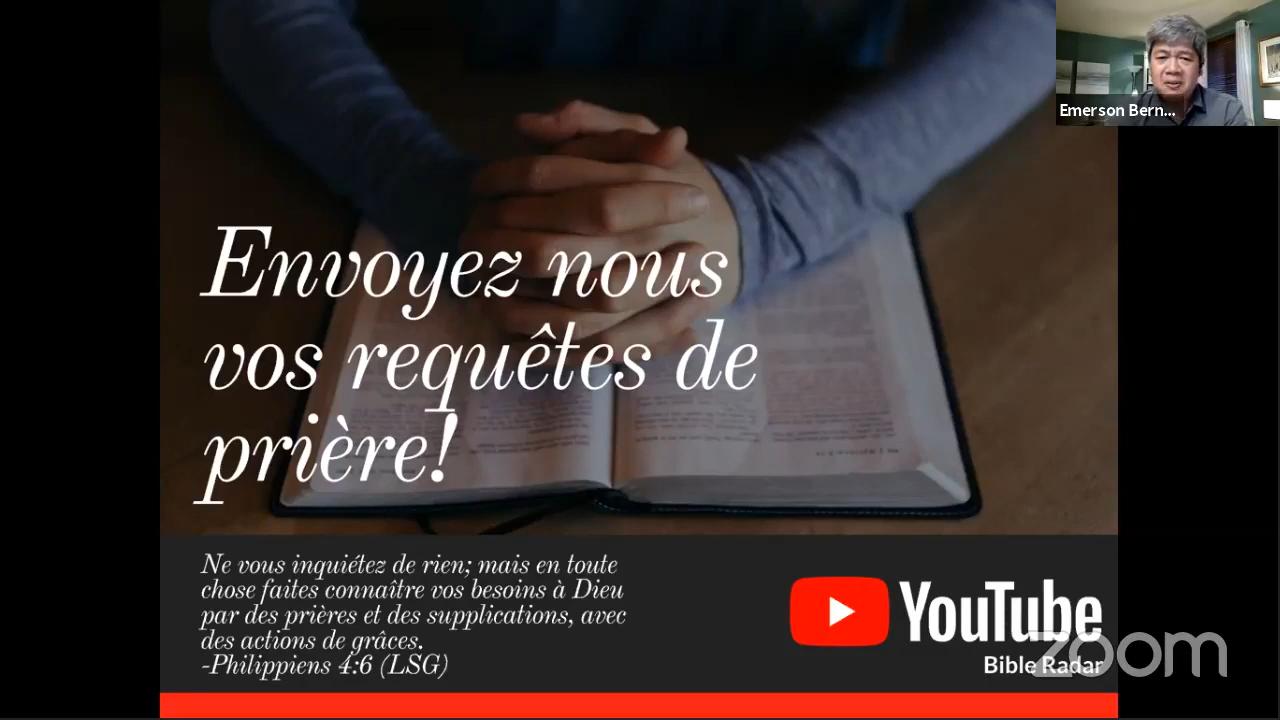 Emerson Bern...
Envoyez nous
vos requêtes de
prière!
Ne vous inquiétez de rien; mais en toute
chose faites connaître vos besoins à Dieu
par des prières et des supplications, avec
des actions de grâces.
-Philippiens 4:6 (LSG)
YouTube
Bible Radar
zoom